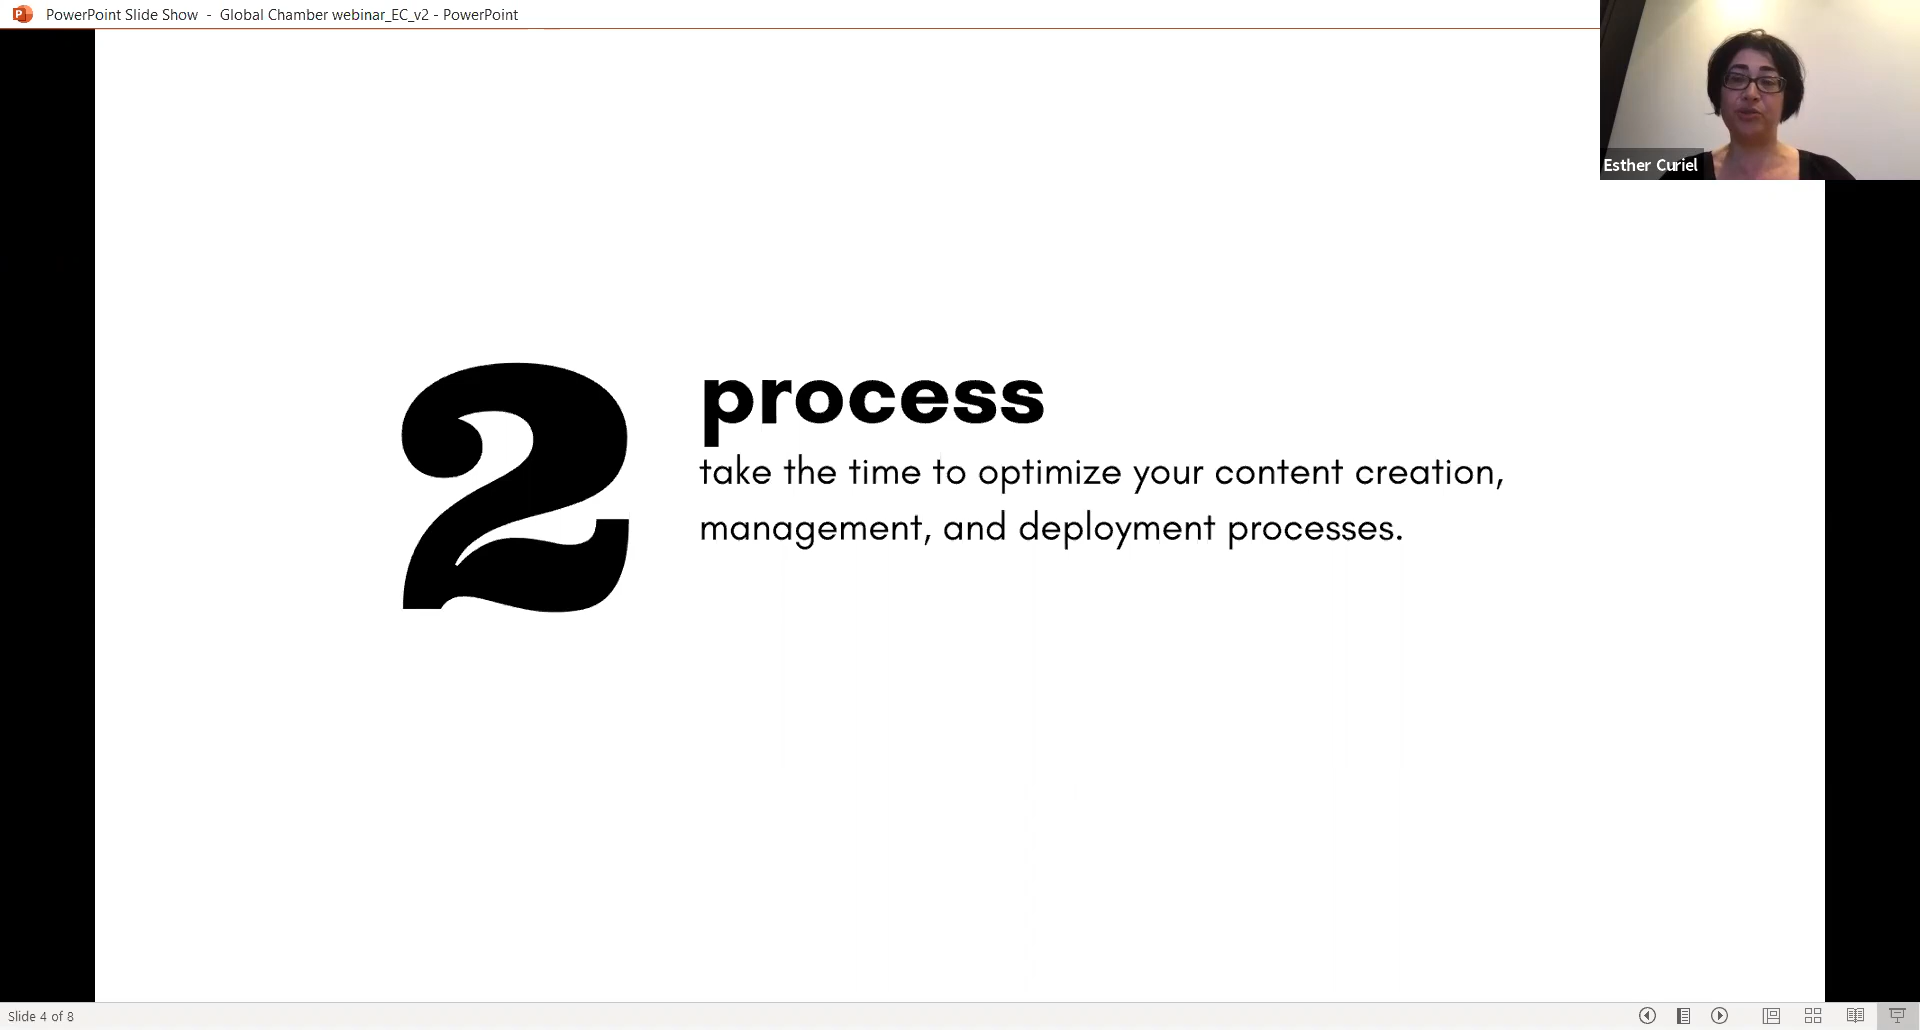 PowerPoint Slide Show - Global Chamber webinar_EC_v2 - PowerPoint
Esther Curiel
2
process
take the time to optimize your content creation,
management, and deployment processes.
Slide 4 of 8